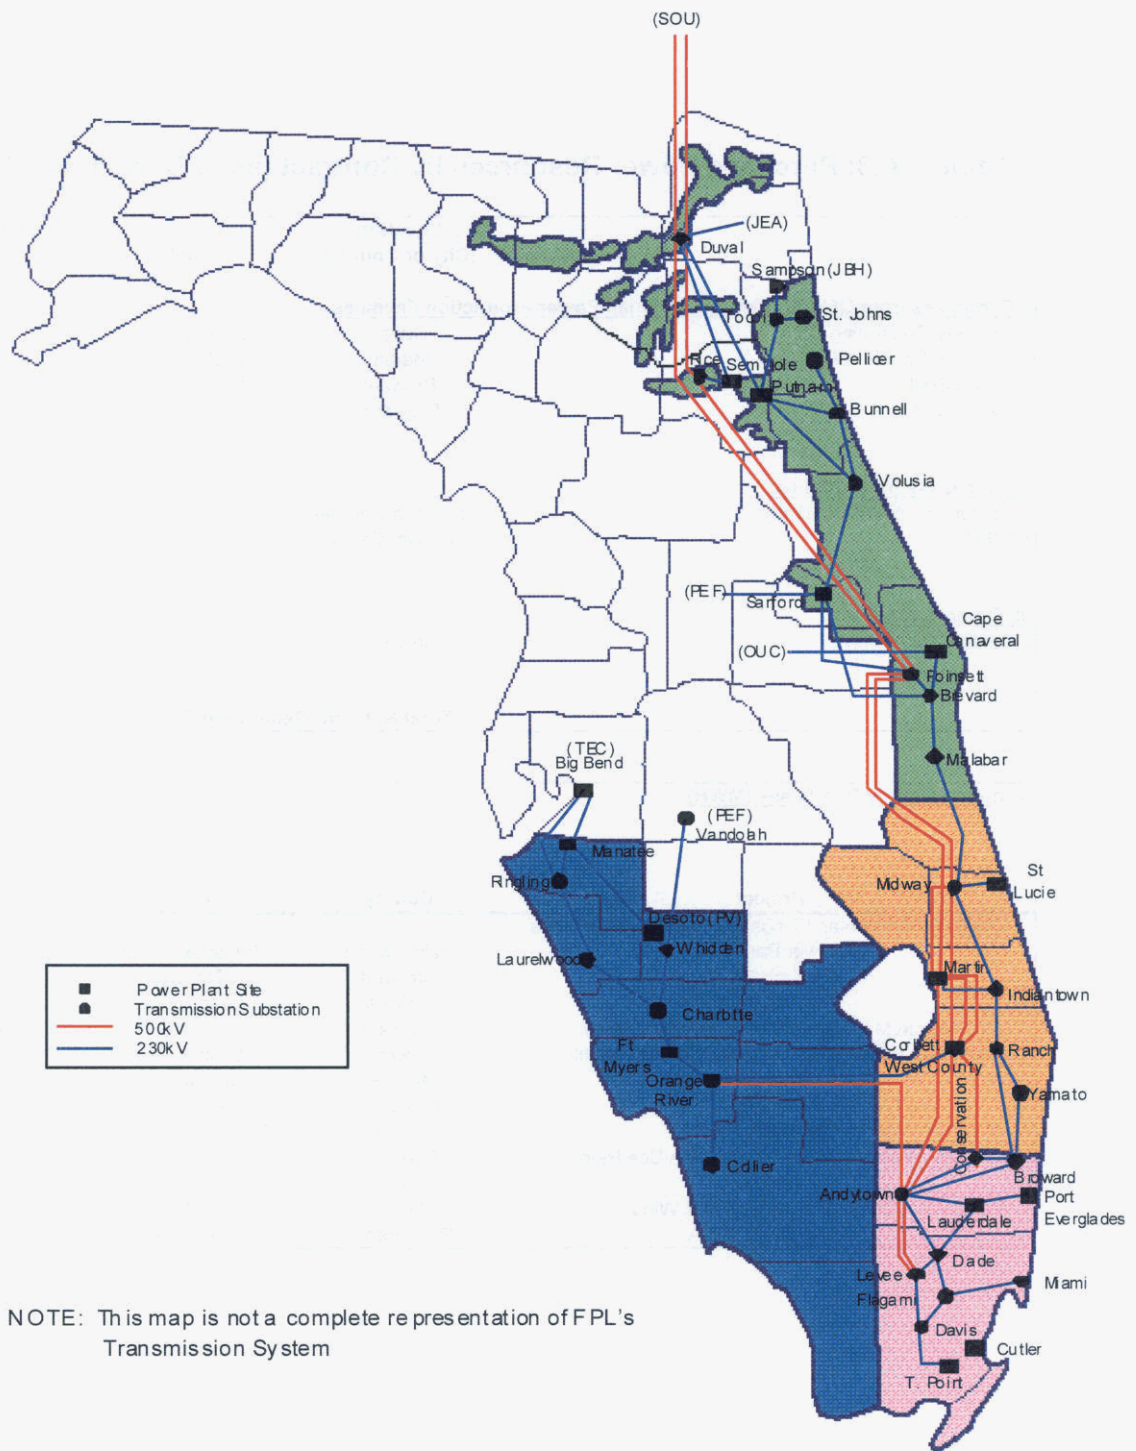 (SOU)
(JEA)
Duval
Sampson (JBH)
Tocoi
St. Johns
Pellicer
Rice
Putnam
Bunnell
Volusia
(PEF)
Cape
Canaveral
(OUC)
Poinsett
Brevard
Malabar
(TEC)
Big Bend
(PEF)
Vandolah
Manatee
Ringling
Midway
St
Lucie
Desoto (PV)
Whidden
Laurelwood
Martin
Indiantown
Charlotte
Power Plant Site
Transmission Substation
500kV
230kV
Ft
Myers
Corbett
West County
Ranch
Orange
River
Yamato
Conservation
Collier
Broward
Andytown
Port
Everglades
Lauderdale
Dade
Levee
Miami
Flagami
Davis
Cutler
T. Point
NOTE: This map is not a complete representation of FPL's
Transmission System